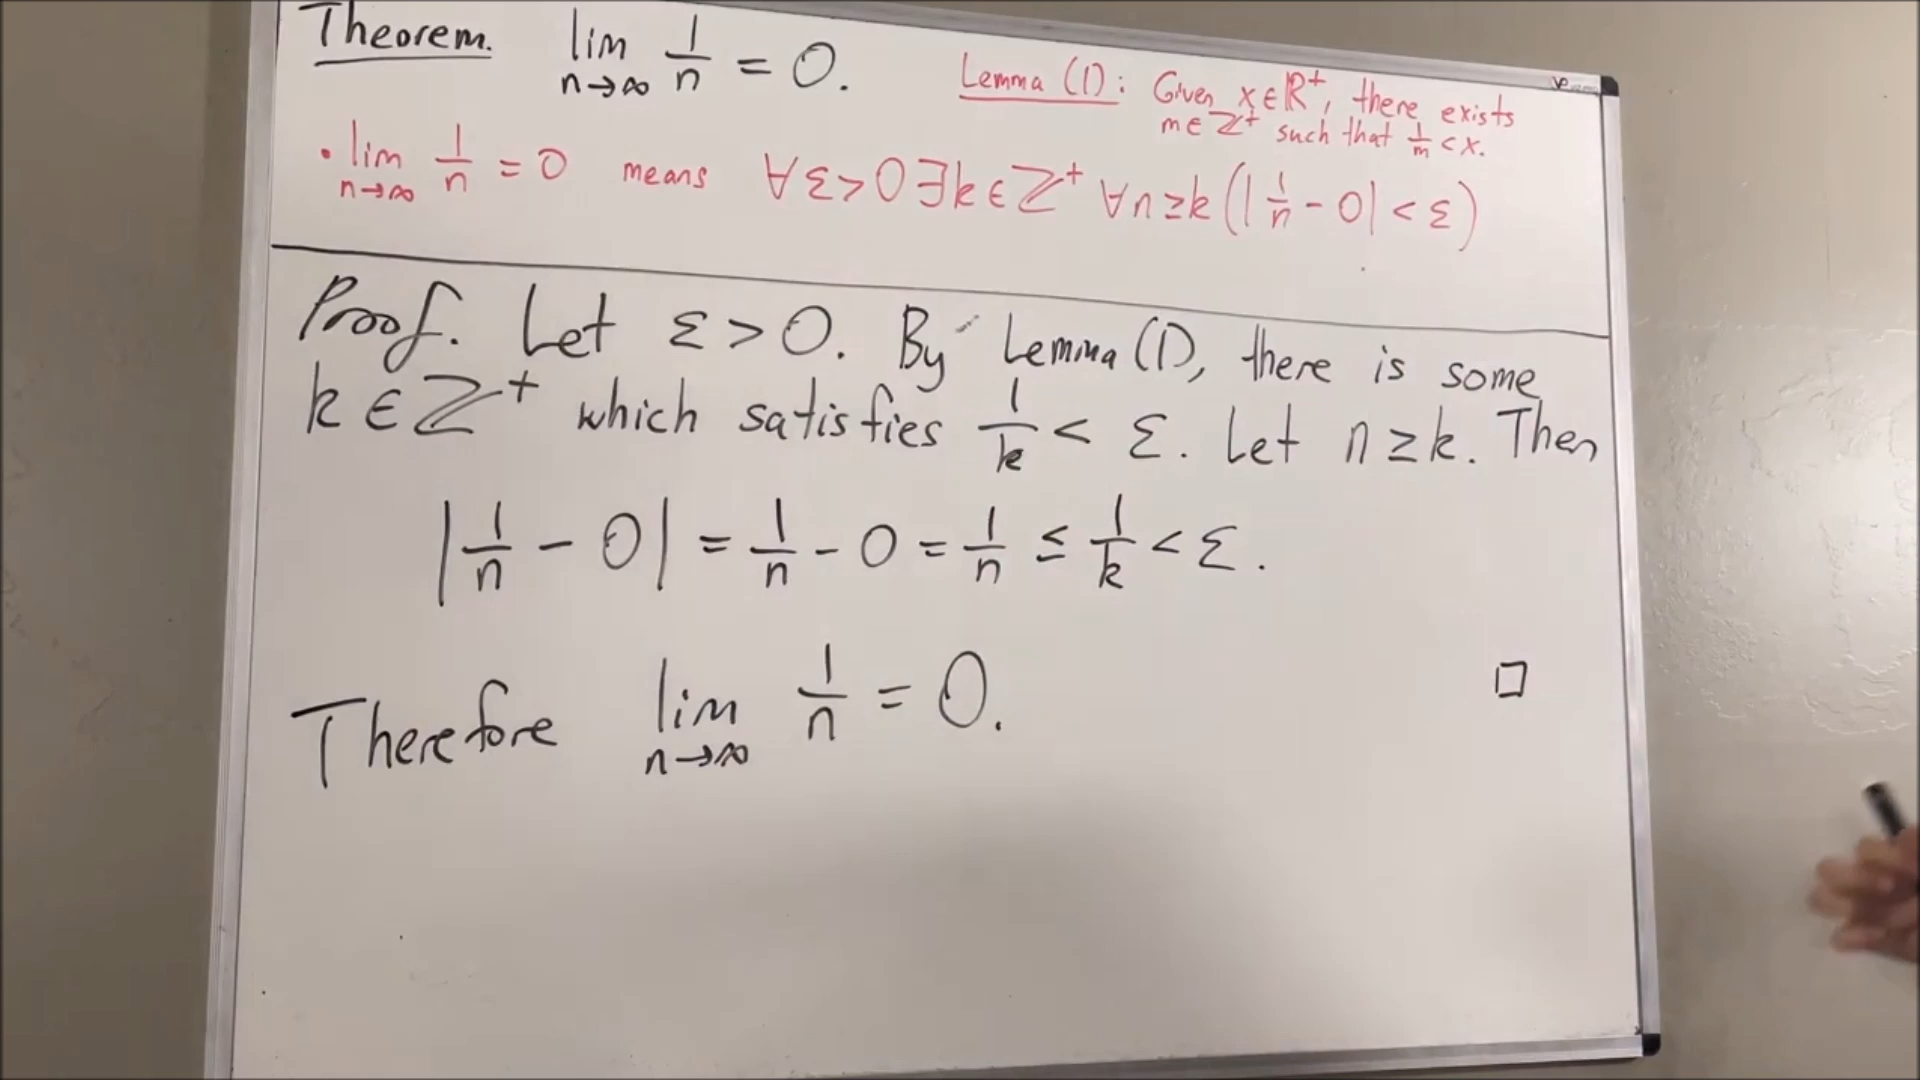 Theorem. lim n→∞ 1/n = 0.
Lemma (1): Given x∈ℝ⁺, there exists
m∈ℤ⁺ such that 1/m < x.
• lim n→∞ 1/n = 0 means ∀ε>0 ∃k∈ℤ⁺ ∀n≥k (|1/n - 0| < ε)
Proof. Let ε > 0. By Lemma (1), there is some
k∈ℤ⁺ which satisfies 1/k < ε. Let n≥k. Then
|1/n - 0| = 1/n - 0 = 1/n ≤ 1/k < ε.
Therefore lim n→∞ 1/n = 0. □